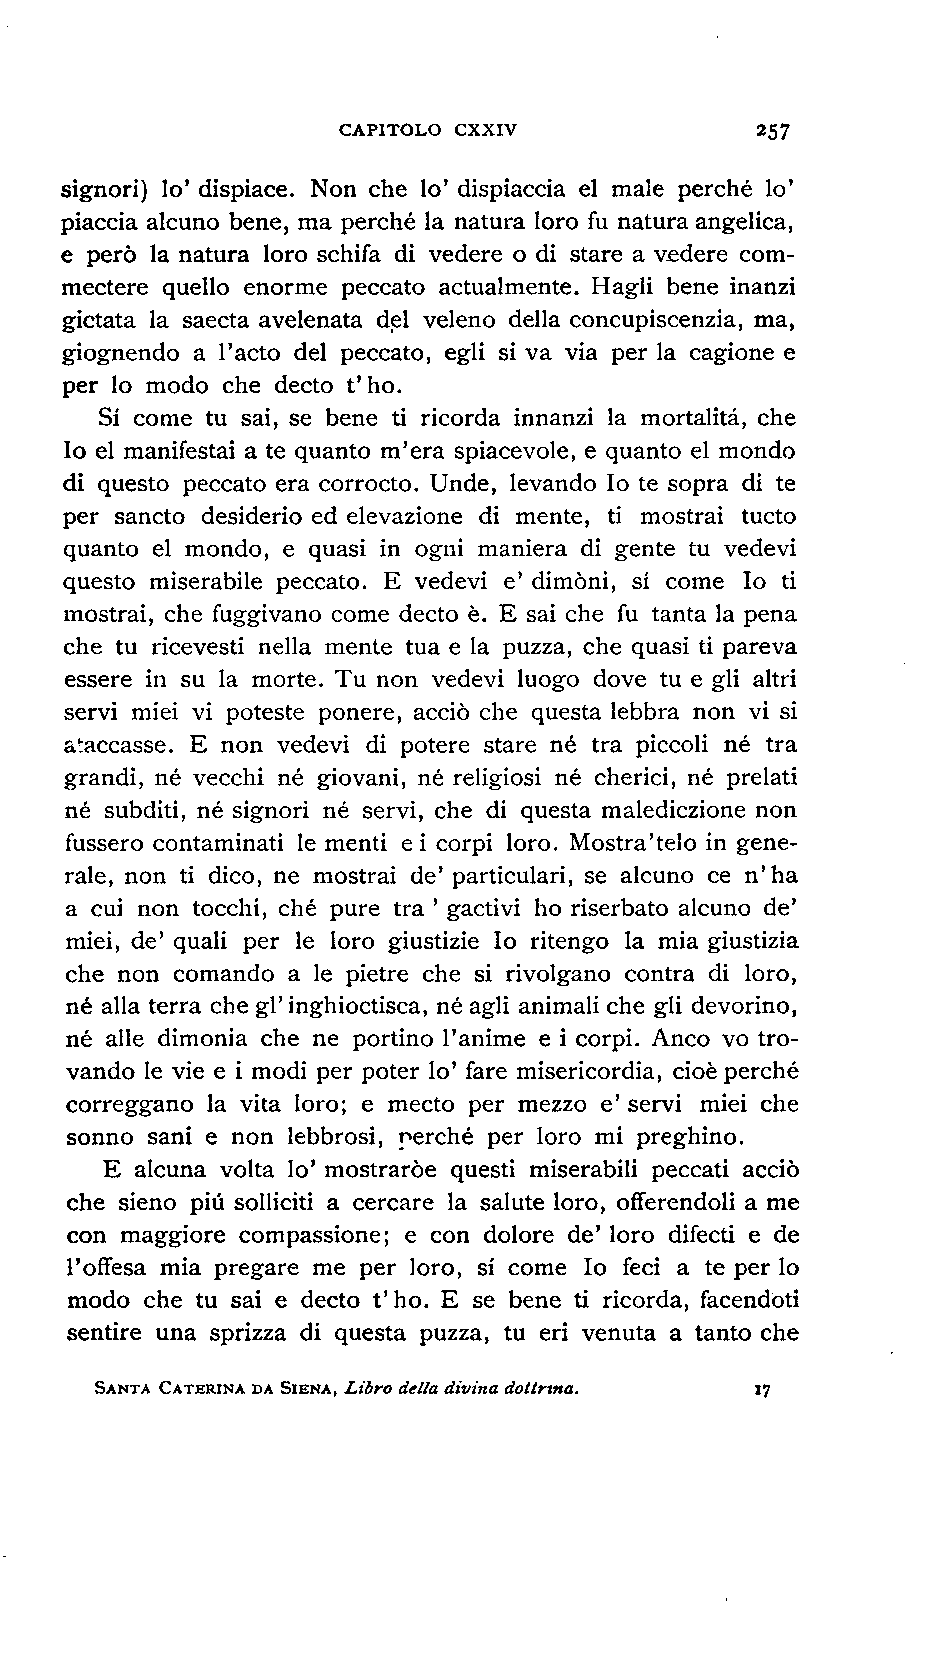 CAPITOLO CXXIV 257
signori) lo' dispiace. Non che lo' dispiaccia el male perché lo'
piaccia alcuno bene, ma perché la natura loro fu natura angelica,
e però la natura loro schifa di vedere o di stare a vedere com-
mectere quello enorme peccato actualmente. Hagli bene inanzi
gictata la saecta avelenata del veleno della concupiscenzia, ma,
giognendo a l'acto del peccato, egli si va via per la cagione e
per lo modo che decto t'ho.
Sí come tu sai, se bene ti ricorda innanzi la mortalitá, che
Io el manifestai a te quanto m'era spiacevole, e quanto el mondo
di questo peccato era corrocto. Unde, levando Io te sopra di te
per sancto desiderio ed elevazione di mente, ti mostrai tucto
quanto el mondo, e quasi in ogni maniera di gente tu vedevi
questo miserabile peccato. E vedevi e' dimòni, sí come Io ti
mostrai, che fuggivano come decto è. E sai che fu tanta la pena
che tu ricevesti nella mente tua e la puzza, che quasi ti pareva
essere in su la morte. Tu non vedevi luogo dove tu e gli altri
servi miei vi poteste ponere, acciò che questa lebbra non vi si
ataccasse. E non vedevi di potere stare né tra piccoli né tra
grandi, né vecchi né giovani, né religiosi né cherici, né prelati
né subditi, né signori né servi, che di questa malediczione non
fussero contaminati le menti e i corpi loro. Mostra'telo in gene-
rale, non ti dico, ne mostrai de' particulari, se alcuno ce n'ha
a cui non tocchi, ché pure tra ' gactivi ho riserbato alcuno de'
miei, de' quali per le loro giustizie Io ritengo la mia giustizia
che non comando a le pietre che si rivolgano contra di loro,
né alla terra che gl'inghioctisca, né agli animali che gli devorino,
né alle dimonia che ne portino l'anime e i corpi. Anco vo tro-
vando le vie e i modi per poter lo' fare misericordia, cioè perché
correggano la vita loro; e mecto per mezzo e' servi miei che
sonno sani e non lebbrosi, perché per loro mi preghino.
E alcuna volta lo' mostraròe questi miserabili peccati acciò
che sieno piú solliciti a cercare la salute loro, offerendoli a me
con maggiore compassione; e con dolore de' loro difecti e de
l'offesa mia pregare me per loro, sí come Io feci a te per lo
modo che tu sai e decto t'ho. E se bene ti ricorda, facendoti
sentire una sprizza di questa puzza, tu eri venuta a tanto che
SANTA CATERINA DA SIENA, Libro della divina dottrina. 17